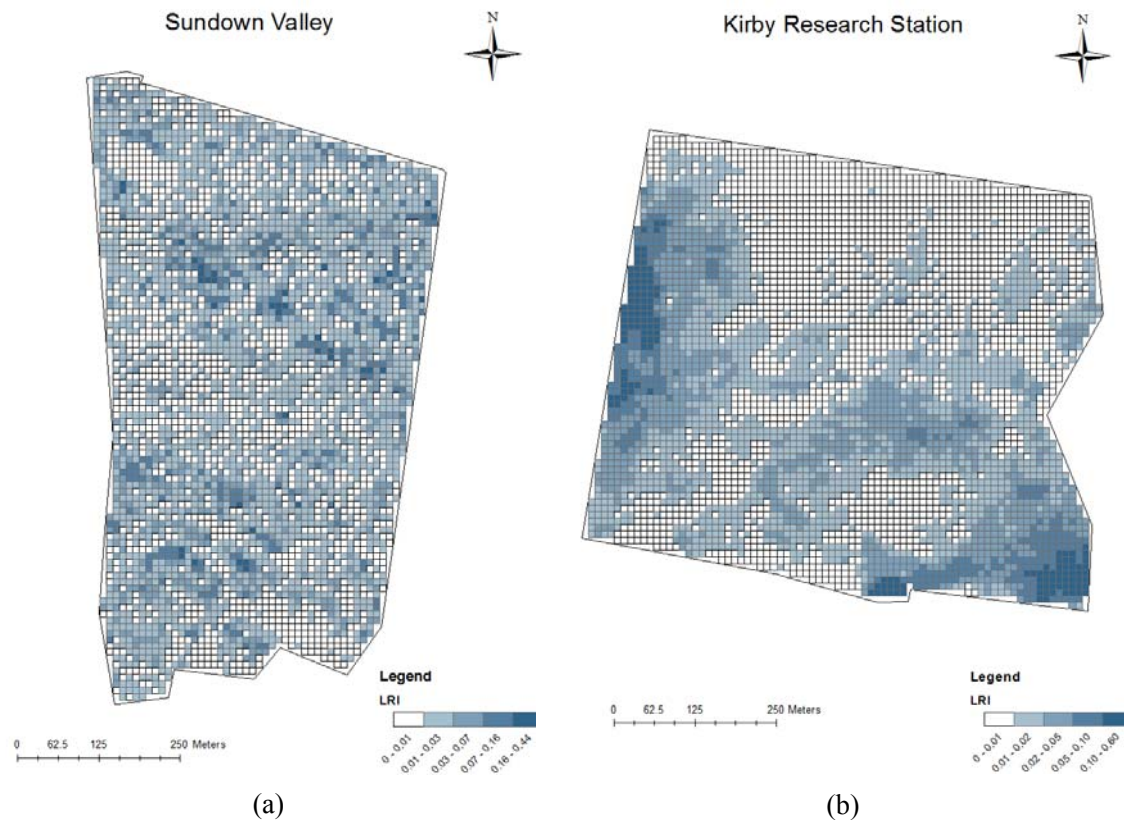 Sundown Valley
N
Legend
LRI
0 - 0.01
0.01 - 0.03
0.03 - 0.07
0.07 - 0.16
0.16 - 0.44
0 62.5 125 250 Meters
(a)
Kirby Research Station
N
Legend
LRI
0 - 0.01
0.01 - 0.02
0.02 - 0.05
0.05 - 0.10
0.10 - 0.60
0 62.5 125 250 Meters
(b)